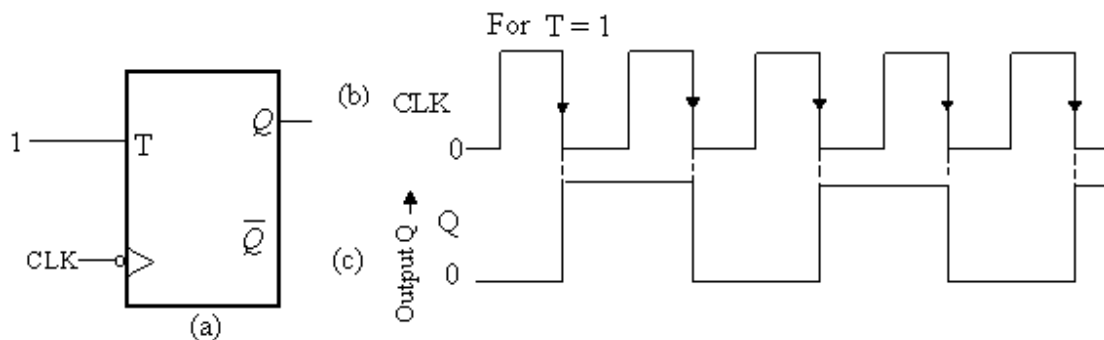 For T = 1
(b) CLK
0
1
T
Q
Q̅
CLK
(a)
(c)
Output Q
Q
0